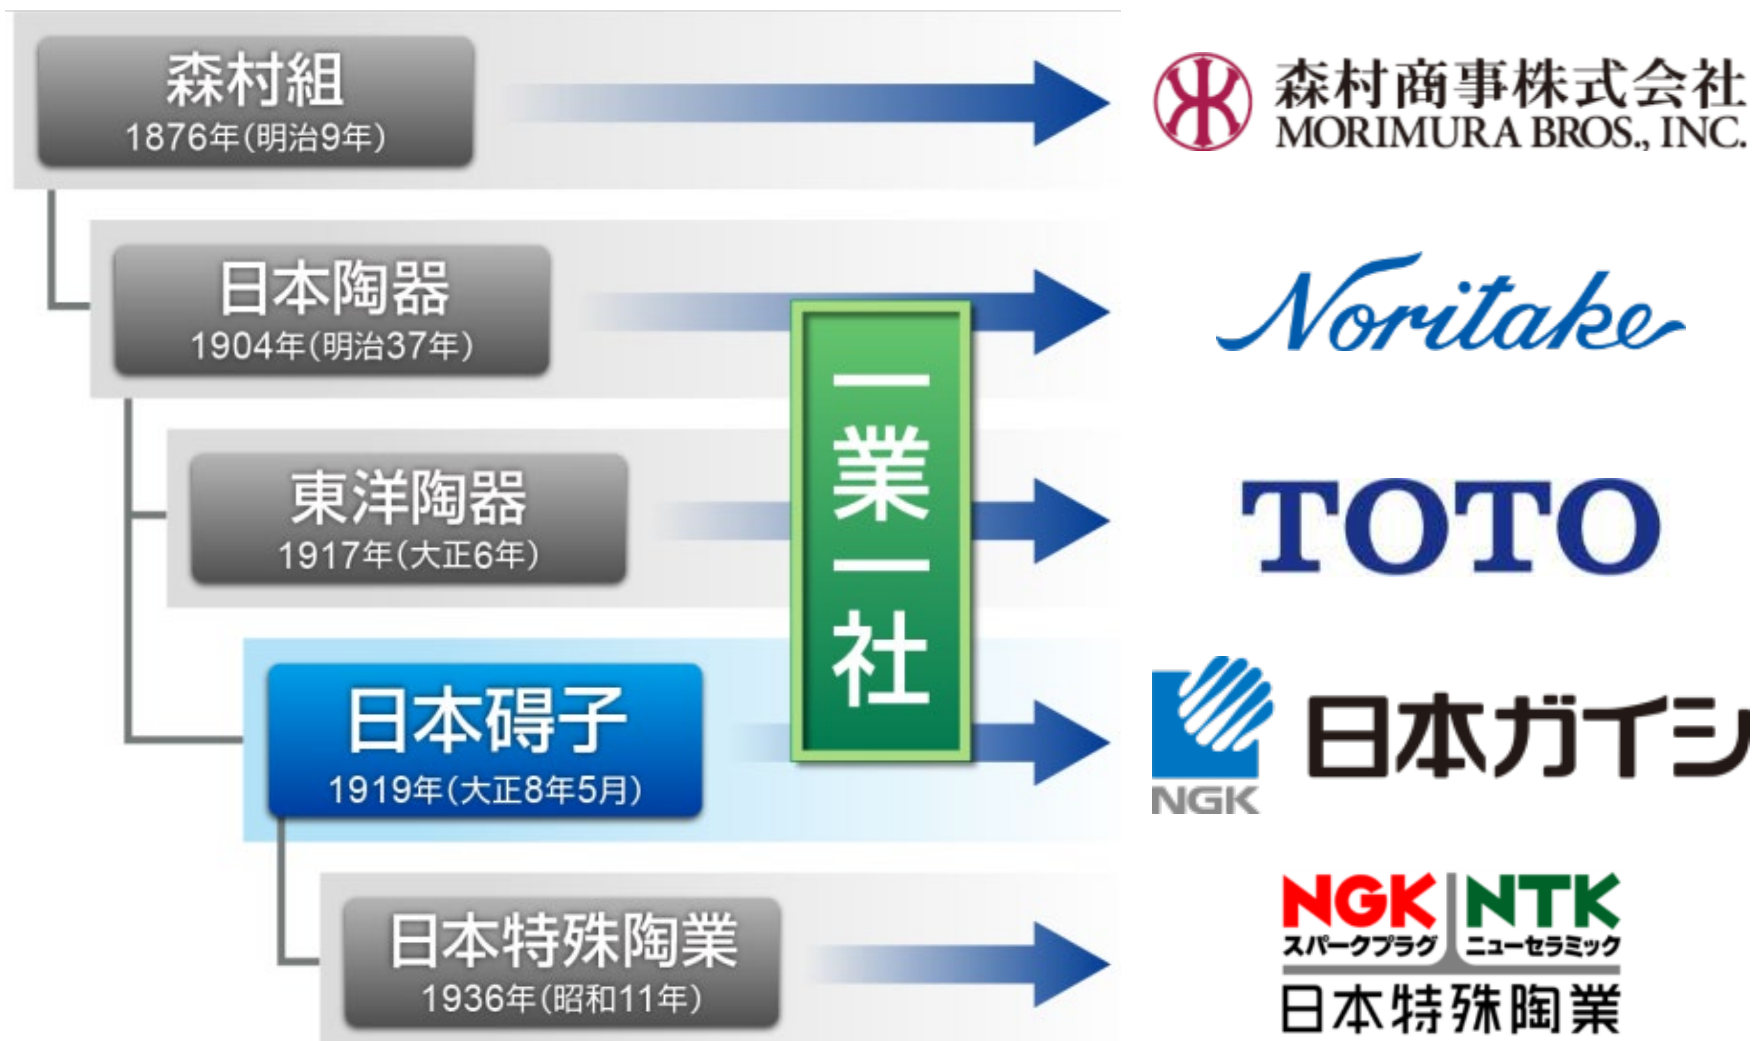 森村組
1876年(明治9年)
森村商事株式会社
MORIMURA BROS., INC.
日本陶器
1904年(明治37年)
Noritake
一業一社
東洋陶器
1917年(大正6年)
TOTO
日本碍子
1919年(大正8年5月)
日本ガイシ
NGK
日本特殊陶業
1936年(昭和11年)
NGK NTK
スパークプラグ ニューセラミック
日本特殊陶業